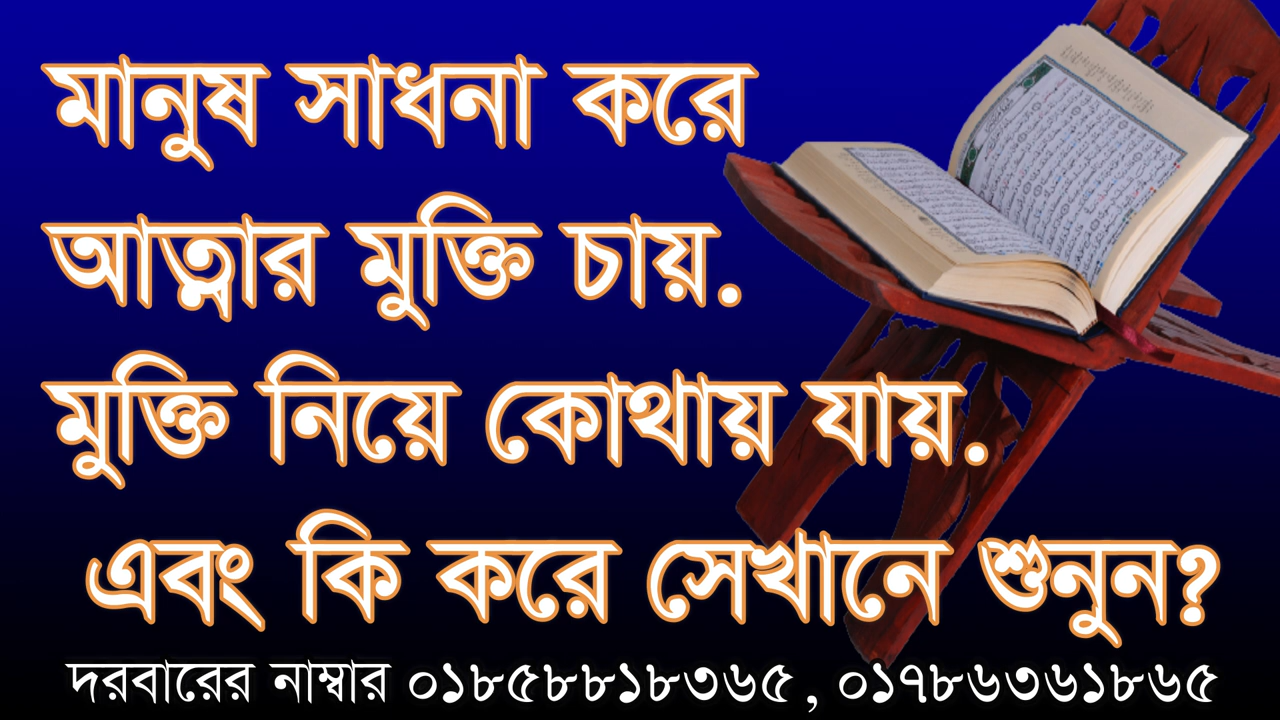 মানুষ সাধনা করে
আত্নার মুক্তি চায়.
মুক্তি নিয়ে কোথায় যায়.
এবং কি করে সেখানে শুনুন?
দরবারের নাম্বার ০১৮৫৮৮১৮৩৬৫, ০১৭৮৬৩৬১৮৬৫